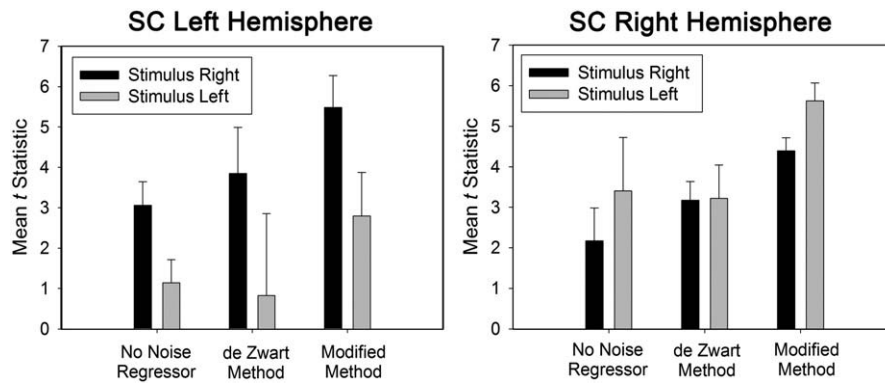 SC Left Hemisphere
7
6
5
4
3
2
1
0
Mean t Statistic
Stimulus Right
Stimulus Left
No Noise
Regressor
de Zwart
Method
Modified
Method
SC Right Hemisphere
7
6
5
4
3
2
1
0
Mean t Statistic
Stimulus Right
Stimulus Left
No Noise
Regressor
de Zwart
Method
Modified
Method